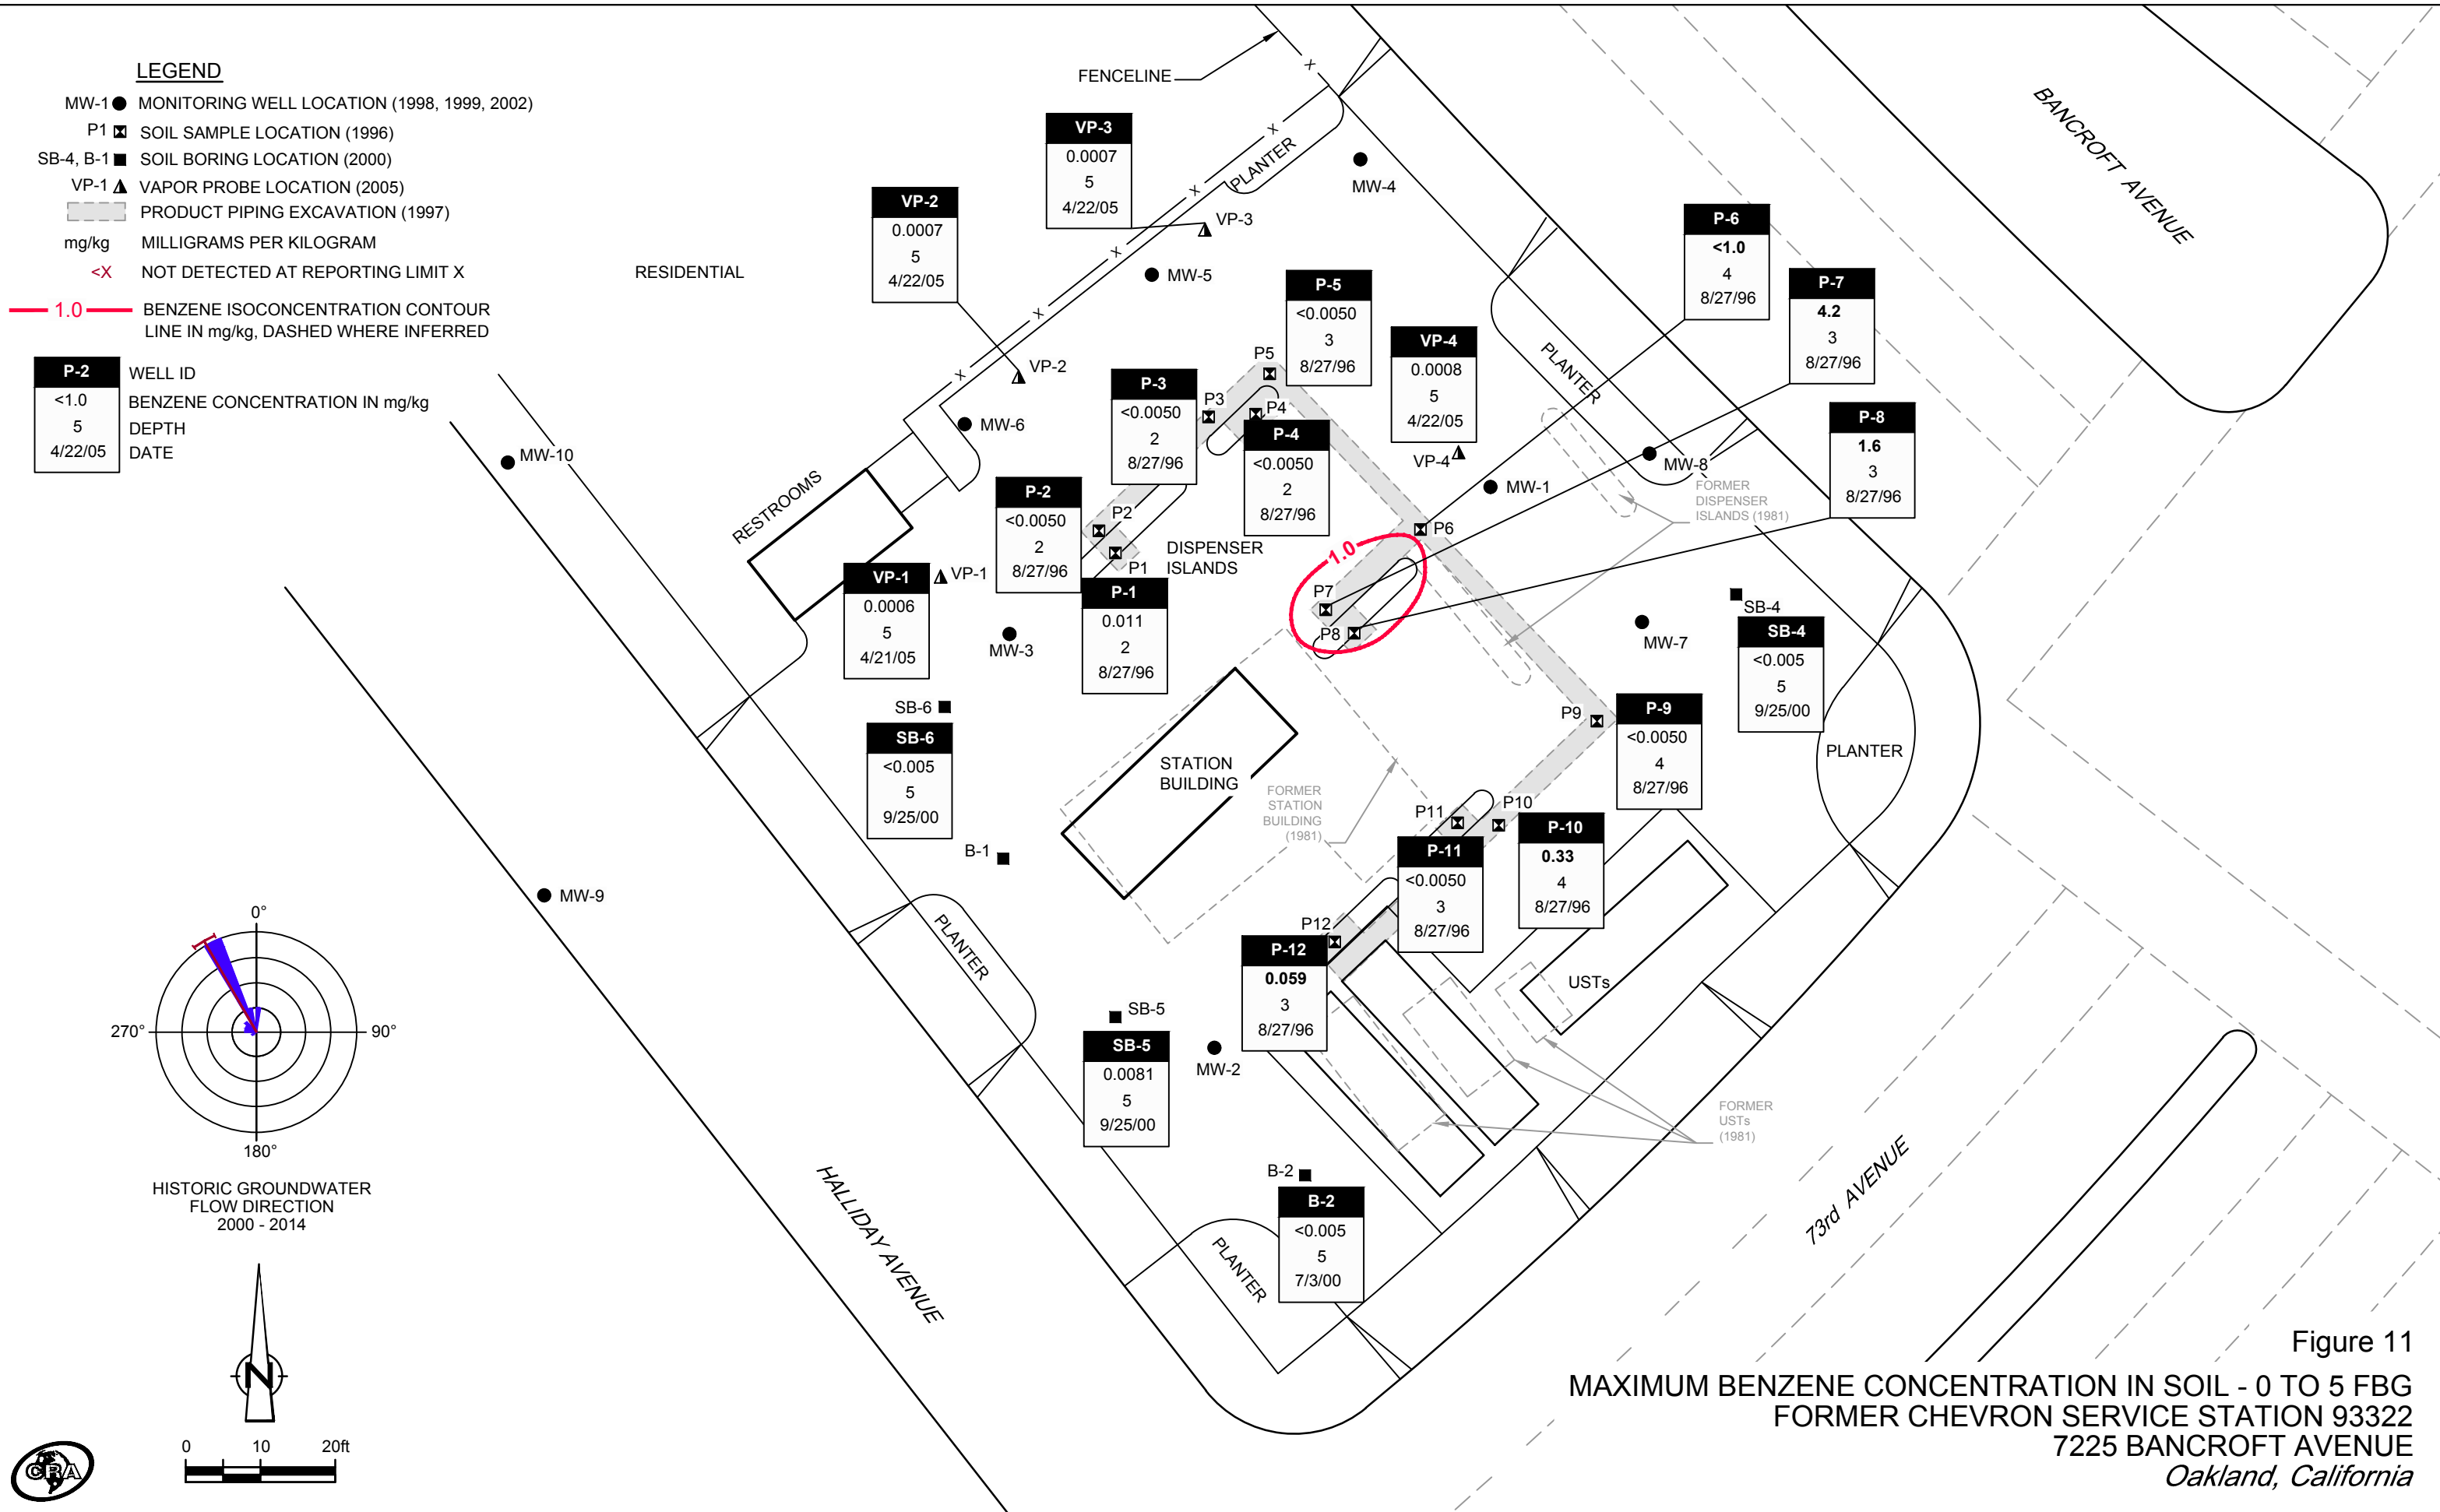 LEGEND
MW-1 MONITORING WELL LOCATION (1998, 1999, 2002)
P1 SOIL SAMPLE LOCATION (1996)
SB-4, B-1 SOIL BORING LOCATION (2000)
VP-1 VAPOR PROBE LOCATION (2005)
PRODUCT PIPING EXCAVATION (1997)
mg/kg MILLIGRAMS PER KILOGRAM
<X NOT DETECTED AT REPORTING LIMIT X
1.0 BENZENE ISOCONCENTRATION CONTOUR
LINE IN mg/kg, DASHED WHERE INFERRED
P-2 WELL ID
<1.0 BENZENE CONCENTRATION IN mg/kg
5 DEPTH
4/22/05 DATE
RESIDENTIAL
FENCELINE
X
X
X
X
X
X
PLANTER
BANCROFT AVENUE
VP-3
0.0007
5
4/22/05
VP-3
MW-4
VP-2
0.0007
5
4/22/05
VP-2
MW-5
MW-6
MW-10
RESTROOMS
P-5
<0.0050
3
8/27/96
P5
P-3
<0.0050
2
8/27/96
P3
P4
P-4
<0.0050
2
8/27/96
VP-4
0.0008
5
4/22/05
VP-4
MW-1
P-6
<1.0
4
8/27/96
P-7
4.2
3
8/27/96
P-8
1.6
3
8/27/96
PLANTER
MW-8
FORMER
DISPENSER
ISLANDS (1981)
P-2
<0.0050
2
8/27/96
P2
P1
DISPENSER
ISLANDS
P6
1.0
P7
P8
VP-1
0.0006
5
4/21/05
VP-1
P-1
0.011
2
8/27/96
MW-3
MW-7
SB-4
SB-4
<0.005
5
9/25/00
PLANTER
SB-6
SB-6
<0.005
5
9/25/00
P9
P-9
<0.0050
4
8/27/96
STATION
BUILDING
FORMER
STATION
BUILDING
(1981)
P11
P10
P-10
0.33
4
8/27/96
P-11
<0.0050
3
8/27/96
B-1
MW-9
PLANTER
P12
P-12
0.059
3
8/27/96
USTs
SB-5
SB-5
0.0081
5
9/25/00
MW-2
FORMER
USTs
(1981)
B-2
B-2
<0.005
5
7/3/00
PLANTER
HALLIDAY AVENUE
73rd AVENUE
0°
270°
90°
180°
HISTORIC GROUNDWATER
FLOW DIRECTION
2000 - 2014
N
0 10 20ft
CRA
Figure 11
MAXIMUM BENZENE CONCENTRATION IN SOIL - 0 TO 5 FBG
FORMER CHEVRON SERVICE STATION 93322
7225 BANCROFT AVENUE
Oakland, California